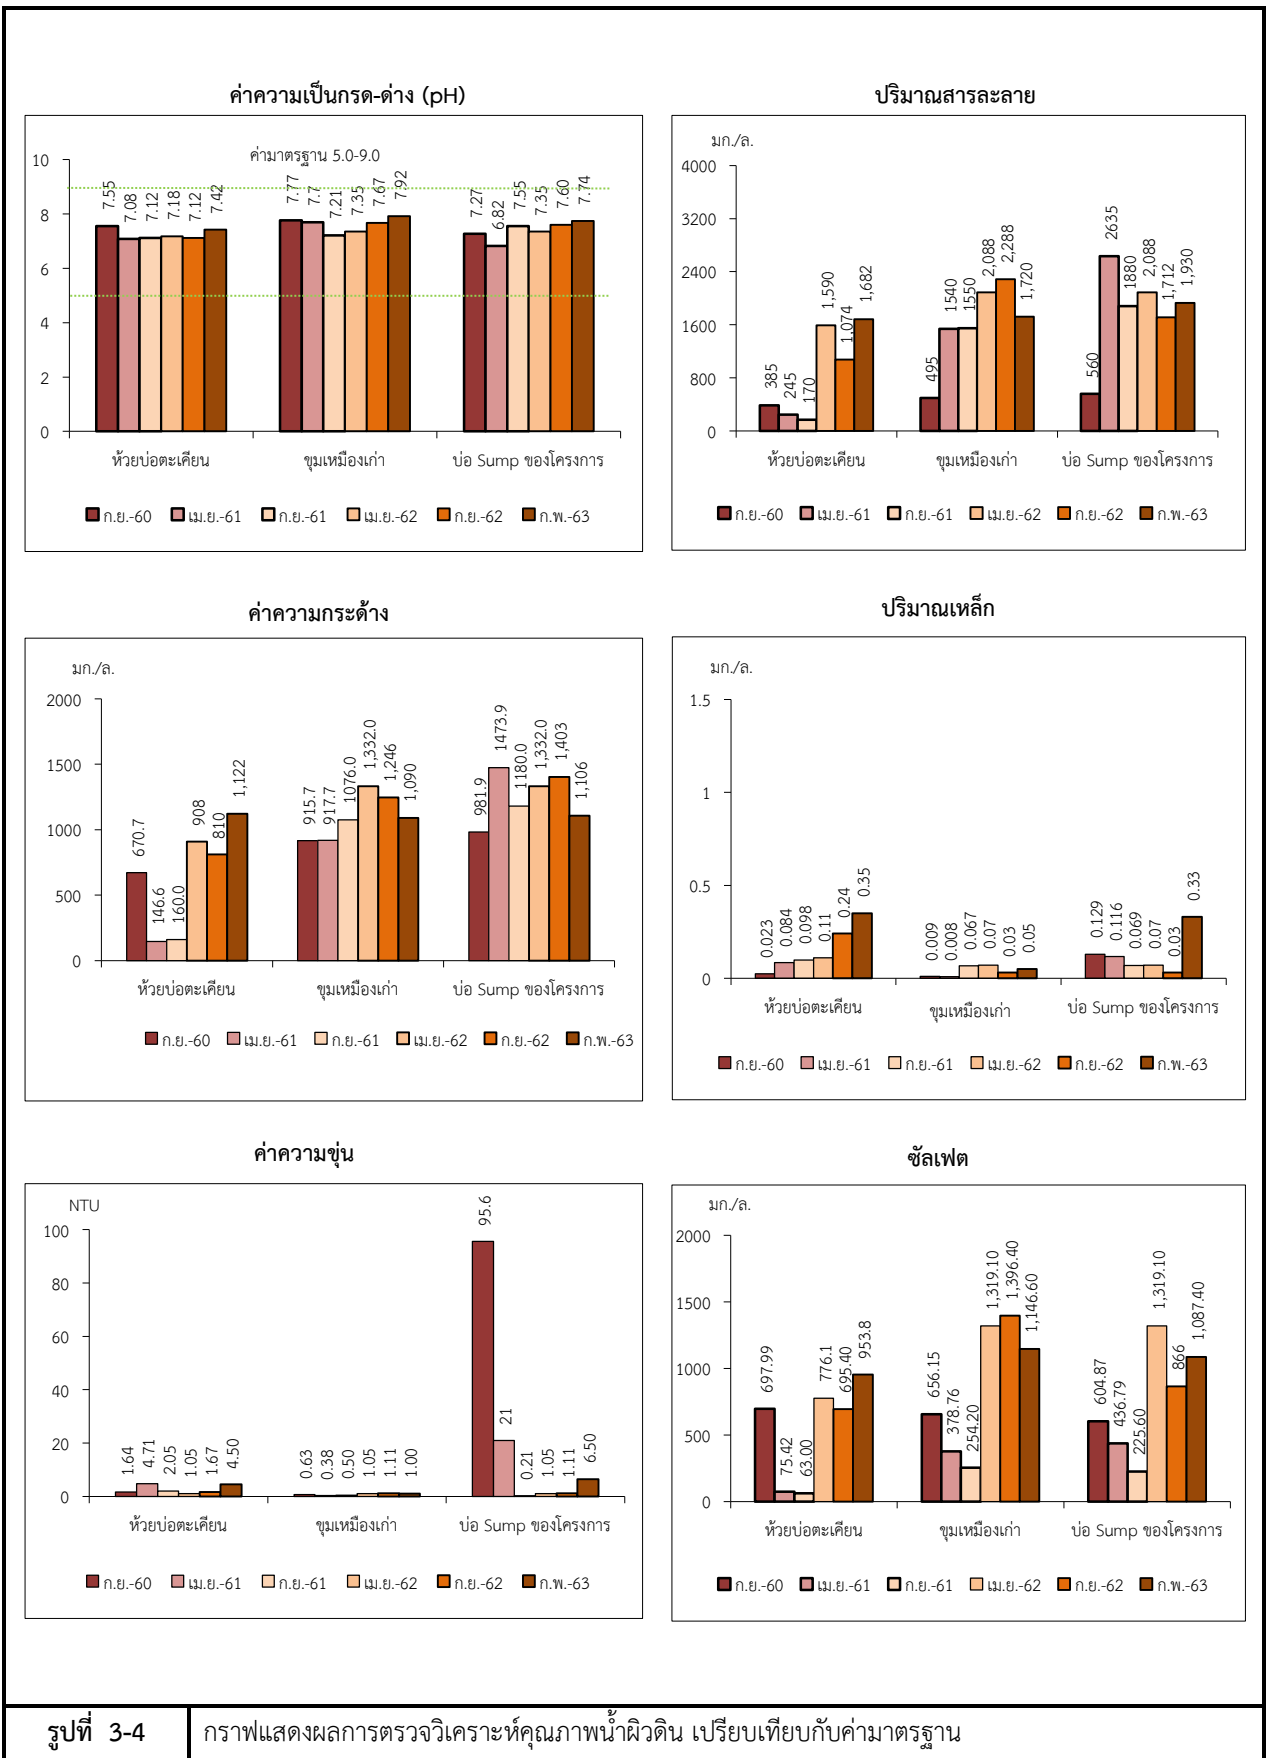 ค่าความเป็นกรด-ด่าง (pH)
ค่ามาตรฐาน 5.0-9.0
10
8
6
4
2
0
7.55 7.08 7.12 7.18 7.12 7.42
7.77 7.7 7.21 7.35 7.67 7.92
7.27 6.82 7.55 7.35 7.60 7.74
ห้วยบ่อตะเคียน ขุมเหมืองเก่า บ่อ Sump ของโครงการ
ก.ย.-60 เม.ย.-61 ก.ย.-61 เม.ย.-62 ก.ย.-62 ก.พ.-63
ปริมาณสารละลาย
มก./ล.
4000
3200
2400
1600
800
0
385 245 170 1,590 1,074 1,682
495 1540 1550 2,088 2,288 1,720
560 2635 1880 2,088 1,712 1,930
ห้วยบ่อตะเคียน ขุมเหมืองเก่า บ่อ Sump ของโครงการ
ก.ย.-60 เม.ย.-61 ก.ย.-61 เม.ย.-62 ก.ย.-62 ก.พ.-63
ค่าความกระด้าง
มก./ล.
2000
1500
1000
500
0
670.7 146.6 160.0 908 810 1,122
915.7 917.7 1076.0 1,332.0 1,246 1,090
981.9 1473.9 1180.0 1,332.0 1,403 1,106
ห้วยบ่อตะเคียน ขุมเหมืองเก่า บ่อ Sump ของโครงการ
ก.ย.-60 เม.ย.-61 ก.ย.-61 เม.ย.-62 ก.ย.-62 ก.พ.-63
ปริมาณเหล็ก
มก./ล.
1.5
1
0.5
0
0.023 0.084 0.098 0.11 0.24 0.35
0.009 0.008 0.067 0.07 0.03 0.05
0.129 0.116 0.069 0.07 0.03 0.33
ห้วยบ่อตะเคียน ขุมเหมืองเก่า บ่อ Sump ของโครงการ
ก.ย.-60 เม.ย.-61 ก.ย.-61 เม.ย.-62 ก.ย.-62 ก.พ.-63
ค่าความขุ่น
NTU
100
80
60
40
20
0
1.64 4.71 2.05 1.05 1.67 4.50
0.63 0.38 0.50 1.05 1.11 1.00
95.6 21 0.21 1.05 1.11 6.50
ห้วยบ่อตะเคียน ขุมเหมืองเก่า บ่อ Sump ของโครงการ
ก.ย.-60 เม.ย.-61 ก.ย.-61 เม.ย.-62 ก.ย.-62 ก.พ.-63
ซัลเฟต
มก./ล.
2000
1500
1000
500
0
697.99 75.42 63.00 776.1 695.40 953.8
656.15 378.76 254.20 1,319.10 1,396.40 1,146.60
604.87 436.79 225.60 1,319.10 866 1,087.40
ห้วยบ่อตะเคียน ขุมเหมืองเก่า บ่อ Sump ของโครงการ
ก.ย.-60 เม.ย.-61 ก.ย.-61 เม.ย.-62 ก.ย.-62 ก.พ.-63
รูปที่ 3-4 กราฟแสดงผลการตรวจวิเคราะห์คุณภาพน้ำผิวดิน เปรียบเทียบกับค่ามาตรฐาน